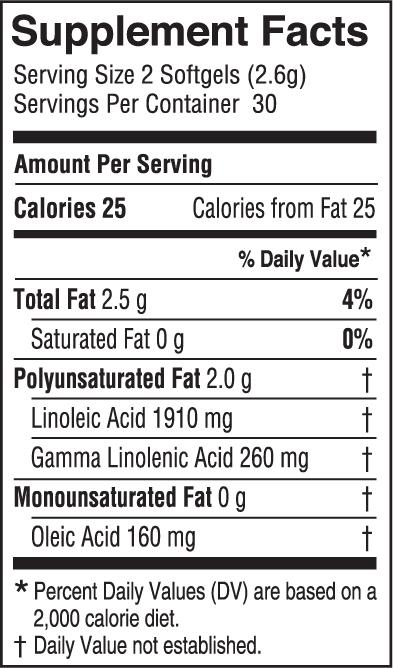 Supplement Facts
Serving Size 2 Softgels (2.6g)
Servings Per Container 30
Amount Per Serving
Calories 25 Calories from Fat 25
% Daily Value*
Total Fat 2.5 g 4%
Saturated Fat 0 g 0%
Polyunsaturated Fat 2.0 g †
Linoleic Acid 1910 mg †
Gamma Linolenic Acid 260 mg †
Monounsaturated Fat 0 g †
Oleic Acid 160 mg †
* Percent Daily Values (DV) are based on a
2,000 calorie diet.
† Daily Value not established.